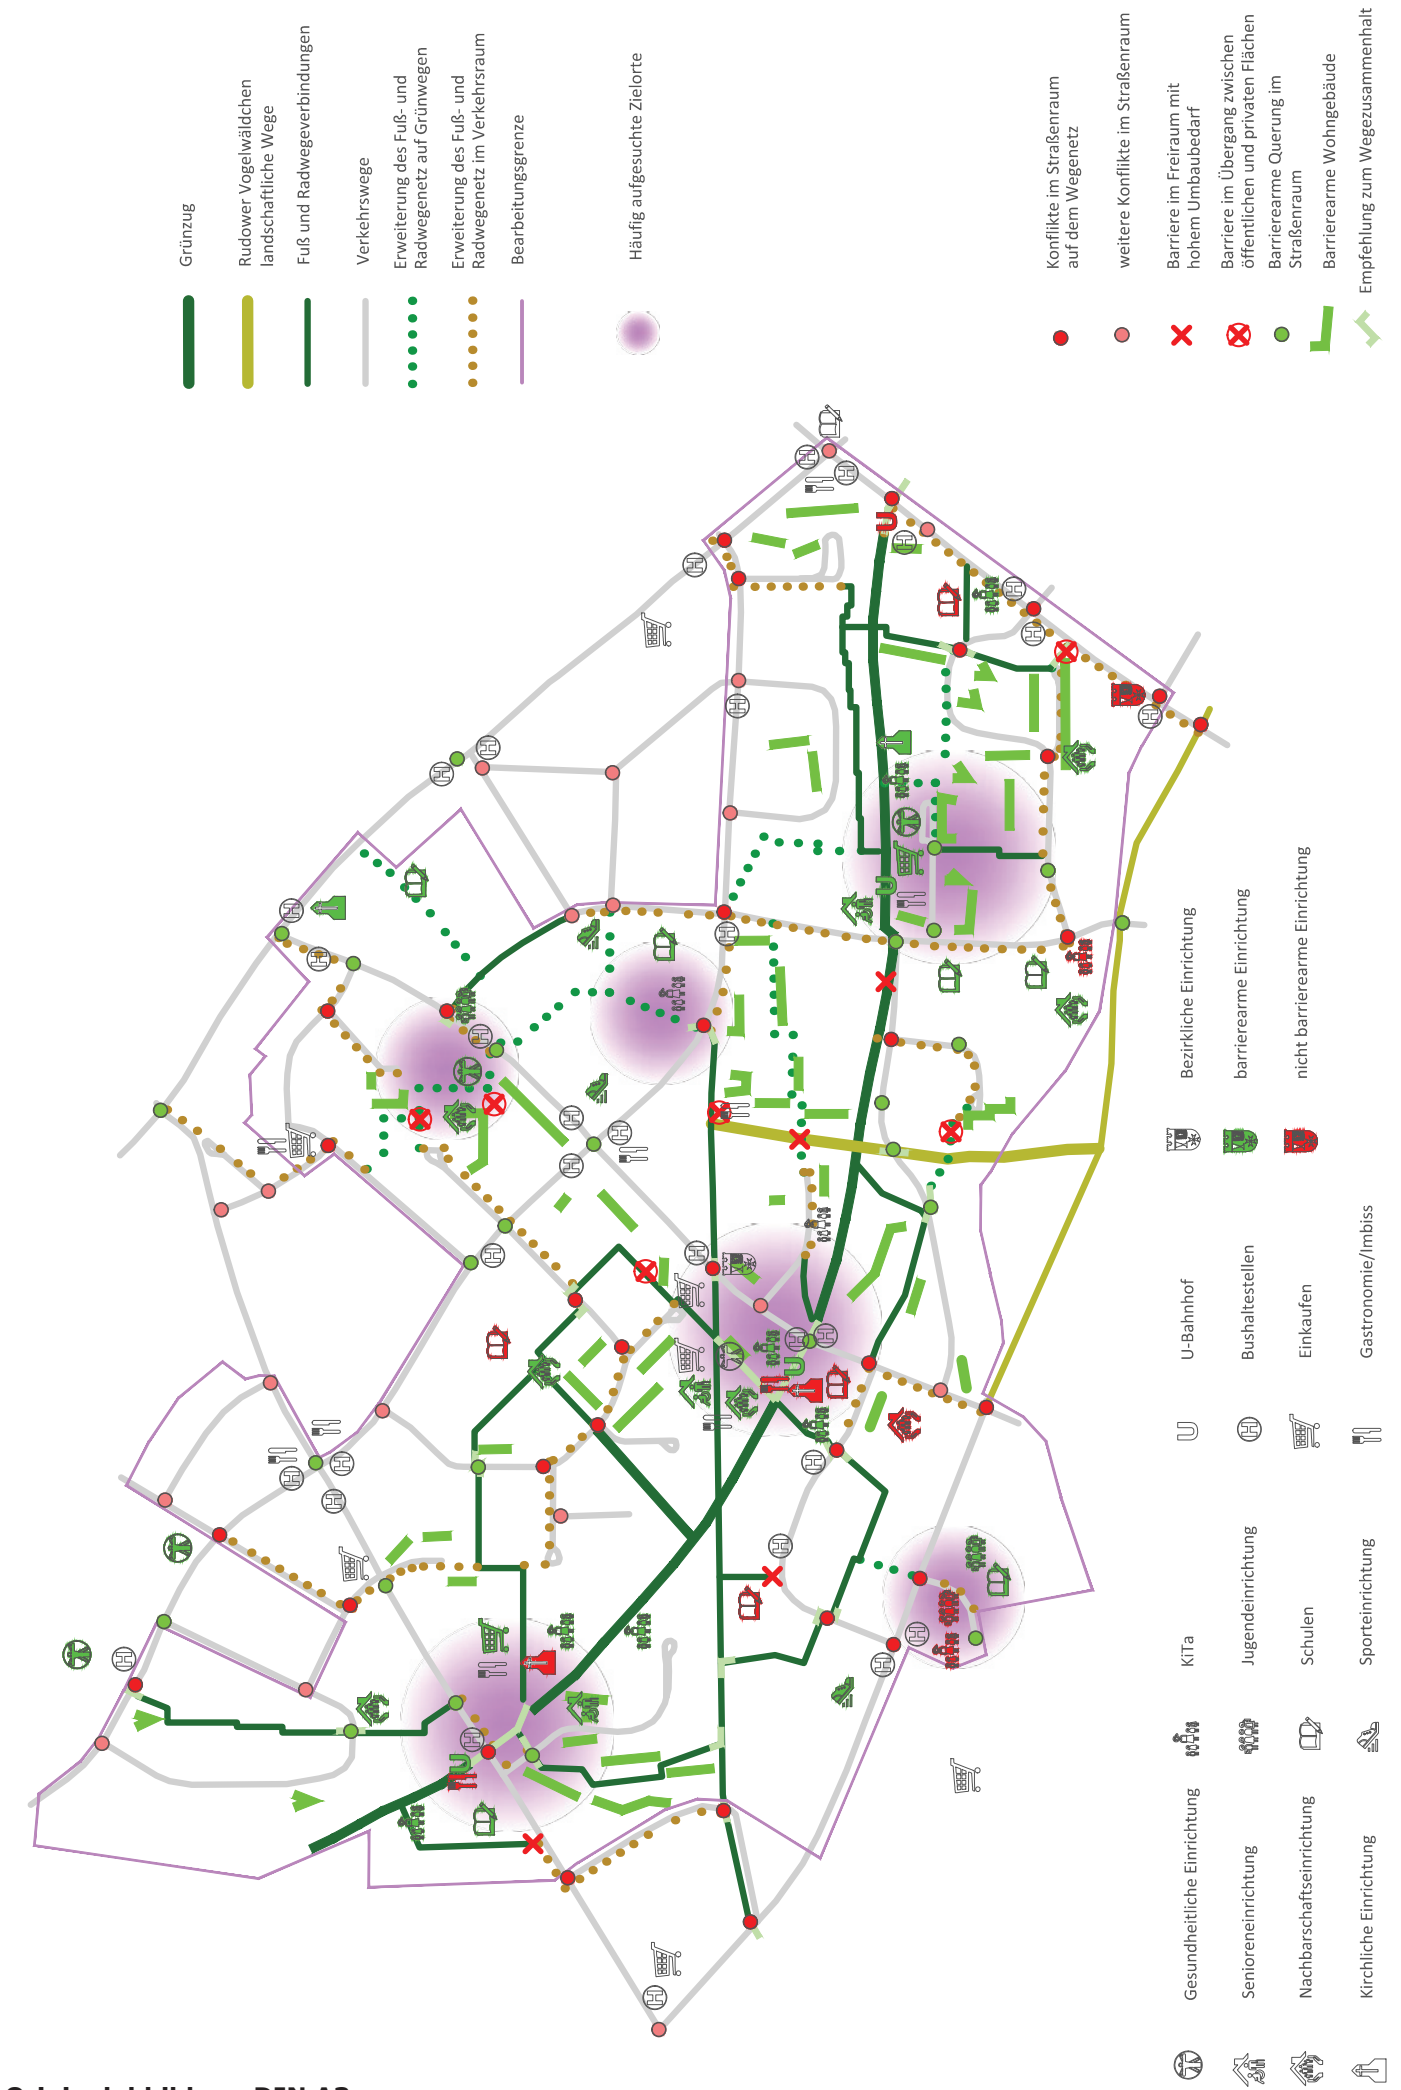 Grünzug
Rudower Vogelwäldchen
landschaftliche Wege
Fuß und Radwegeverbindungen
Verkehrswege
Erweiterung des Fuß- und
Radwegenetz auf Grünwegen
Erweiterung des Fuß- und
Radwegenetz im Verkehrsraum
Bearbeitungsgrenze
Häufig aufgesuchte Zielorte
Konflikte im Straßenraum
auf dem Wegenetz
weitere Konflikte im Straßenraum
Barriere im Freiraum mit
hohem Umbaubedarf
Barriere im Übergang zwischen
öffentlichen und privaten Flächen
Barrierearme Querung im
Straßenraum
Barrierearme Wohngebäude
Empfehlung zum Wegezusammenhalt
Gesundheitliche Einrichtung
Senioreneinrichtung
Nachbarschaftseinrichtung
Kirchliche Einrichtung
KiTa
Jugendeinrichtung
Schulen
Sporteinrichtung
U-Bahnhof
Bushaltestellen
Einkaufen
Gastronomie/Imbiss
Bezirkliche Einrichtung
barrierearme Einrichtung
nicht barrierearme Einrichtung